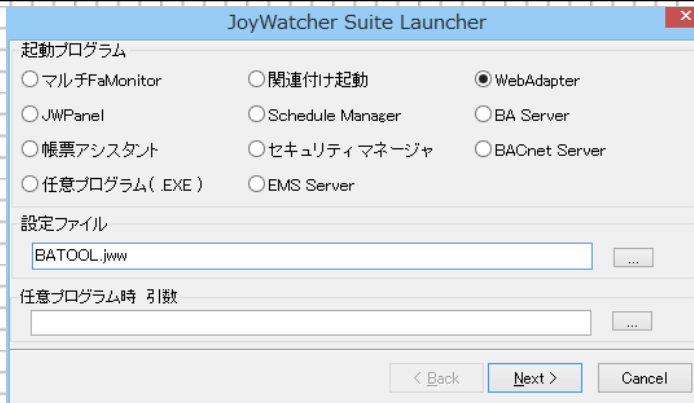 JoyWatcher Suite Launcher
起動プログラム
マルチFaMonitor 関連付け起動 WebAdapter
JWPanel Schedule Manager BA Server
帳票アシスタント セキュリティマネージャ BACnet Server
任意プログラム( .EXE ) EMS Server
設定ファイル
BATOOL.jww ...
任意プログラム時 引数
...
< Back Next > Cancel